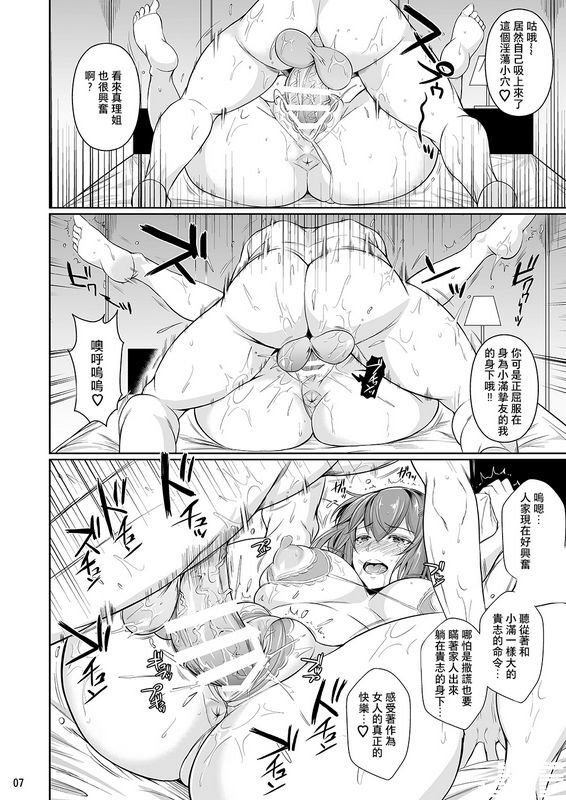 咕哦~
居然自己吸上來了
這個淫蕩小穴♡
看來真理姐
也很興奮
啊?
你可是正屈服在
身為小滿摯友的我
的身下哦!!
噢呼嗚嗚♡
嗚嗯…
人家現在好興奮
聽從著和
小滿一樣大的
貴志的命令…
哪怕是撒謊也要
瞞著家人出來
躺在貴志的身下…
感受著作為
女人的真正的
快樂…♡
07